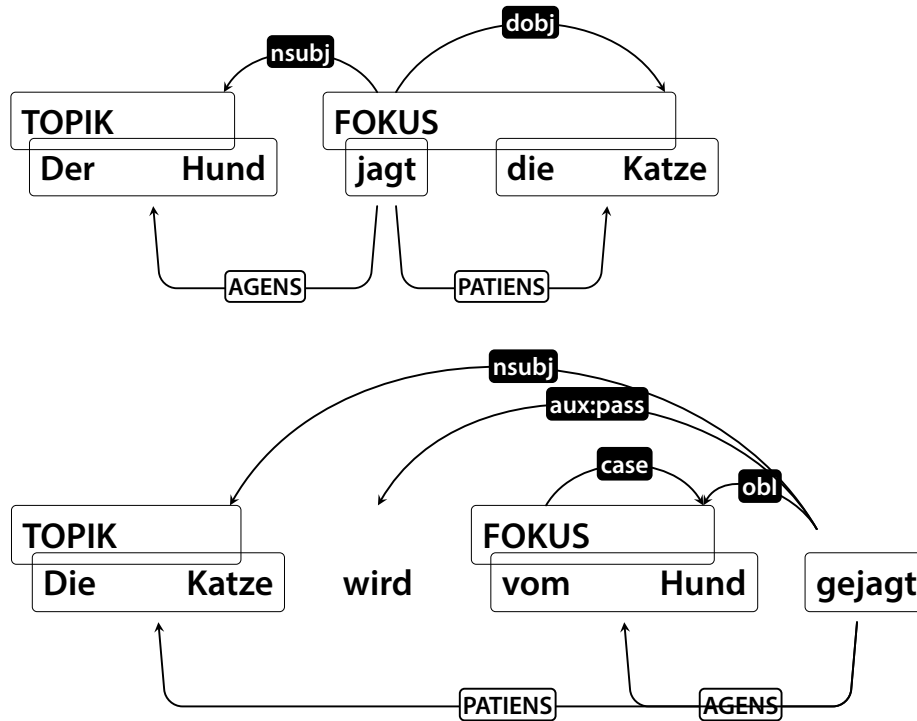 dobj
nsubj
TOPIK FOKUS
Der Hund jagt die Katze
AGENS PATIENS
nsubj
aux:pass
case
obl
TOPIK FOKUS
Die Katze wird vom Hund gejagt
PATIENS AGENS